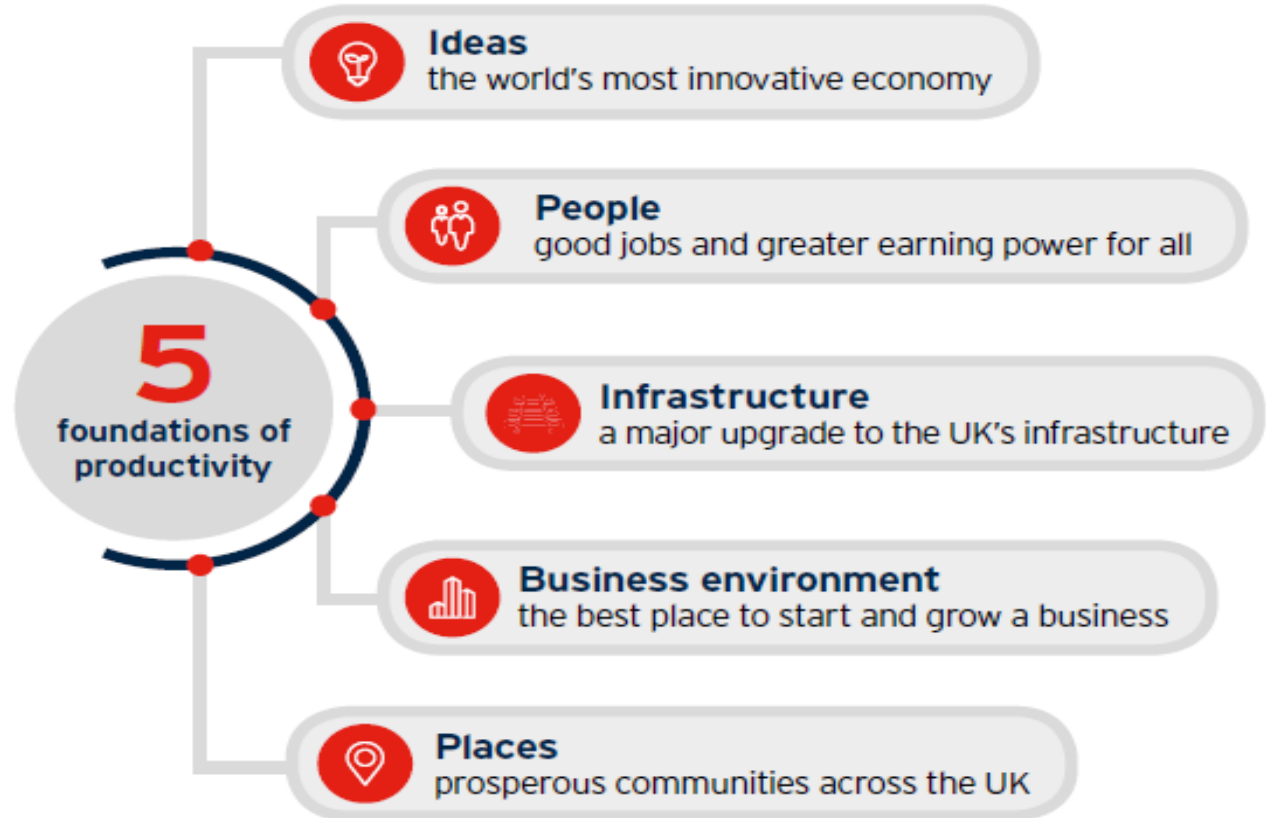 Ideas
the world's most innovative economy
People
good jobs and greater earning power for all
5
foundations of
productivity
Infrastructure
a major upgrade to the UK's infrastructure
Business environment
the best place to start and grow a business
Places
prosperous communities across the UK